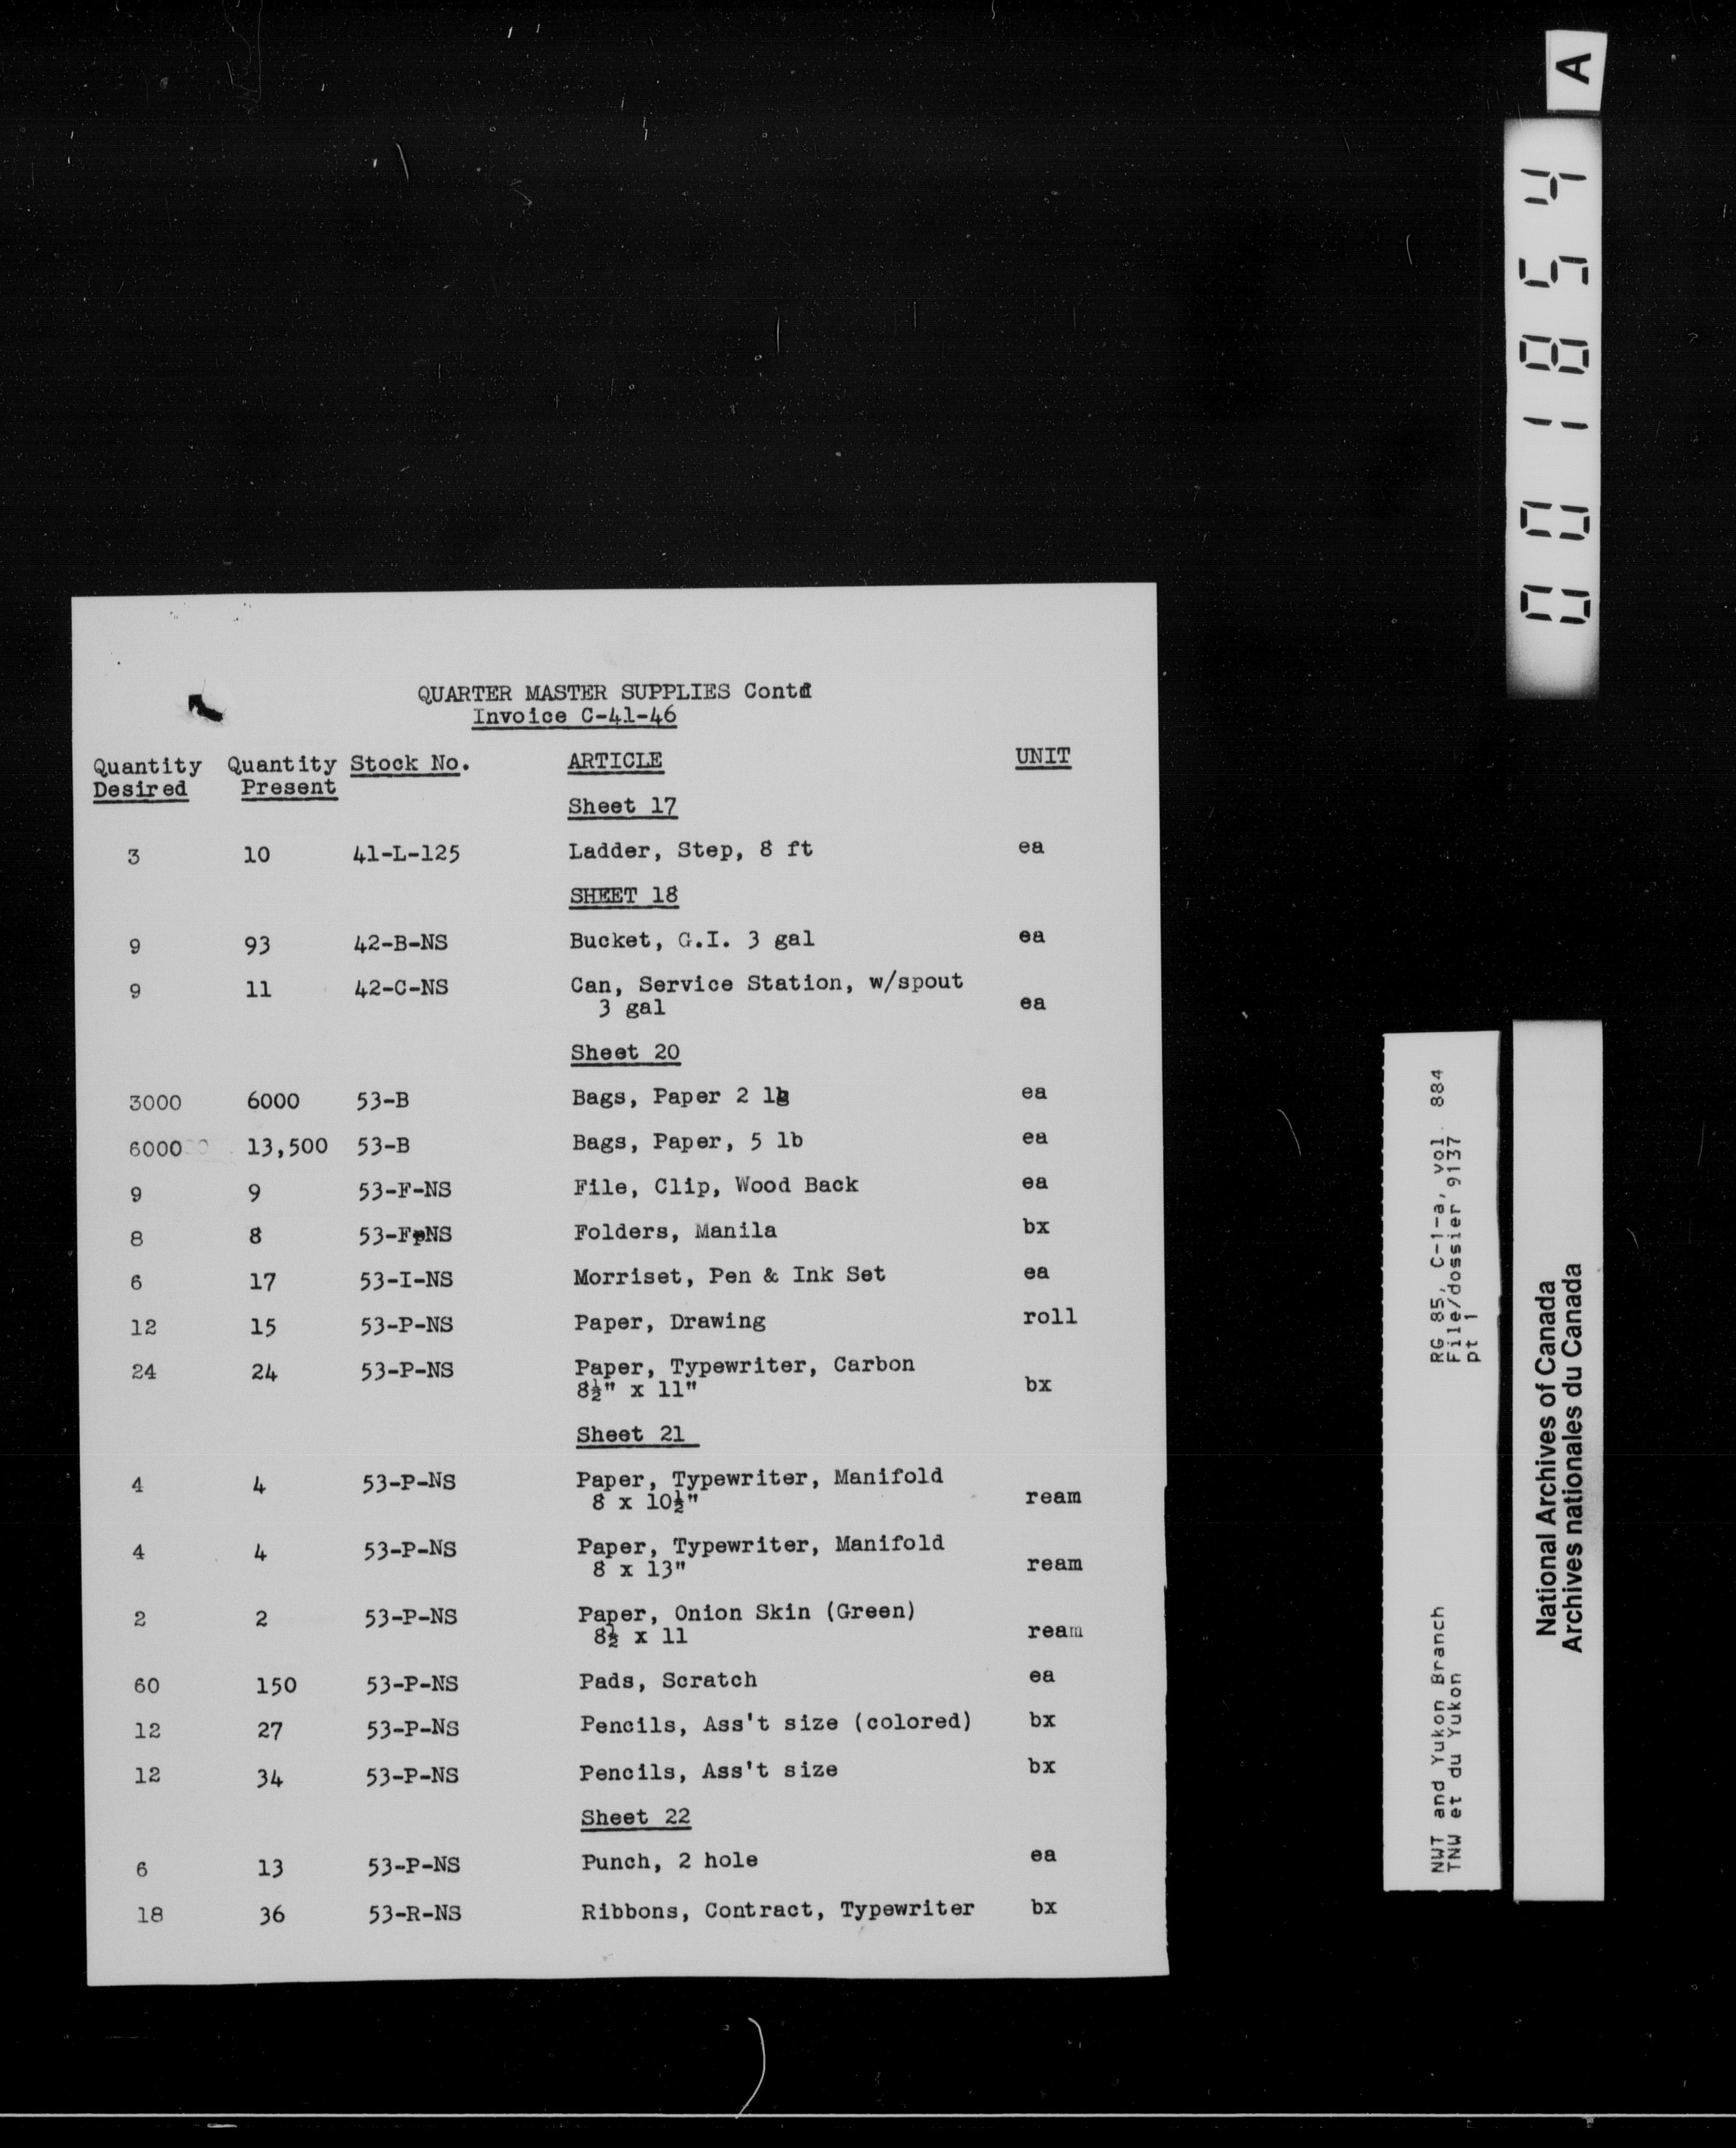 QUARTER MASTER SUPPLIES Contd
Invoice C-41-46
Quantity Quantity Stock No. ARTICLE UNIT
Desired Present
Sheet 17
3 10 41-L-125 Ladder, Step, 8 ft ea
SHEET 18
9 93 42-B-NS Bucket, G.I. 3 gal ea
9 11 42-C-NS Can, Service Station, w/spout
3 gal ea
Sheet 20
3000 6000 53-B Bags, Paper 2 lb ea
6000 13,500 53-B Bags, Paper, 5 lb ea
9 9 53-F-NS File, Clip, Wood Back ea
8 8 53-F-NS Folders, Manila bx
6 17 53-I-NS Morriset, Pen & Ink Set ea
12 15 53-P-NS Paper, Drawing roll
24 24 53-P-NS Paper, Typewriter, Carbon
8½" x 11" bx
Sheet 21
4 4 53-P-NS Paper, Typewriter, Manifold
8 x 10½" ream
4 4 53-P-NS Paper, Typewriter, Manifold
8 x 13" ream
2 2 53-P-NS Paper, Onion Skin (Green)
8½ x 11 ream
60 150 53-P-NS Pads, Scratch ea
12 27 53-P-NS Pencils, Ass't size (colored) bx
12 34 53-P-NS Pencils, Ass't size bx
Sheet 22
6 13 53-P-NS Punch, 2 hole ea
18 36 53-R-NS Ribbons, Contract, Typewriter bx
001854 A
NWT and Yukon Branch RG 85, C-1-a, vol. 884
TNW et du Yukon File/dossier 9137
pt 1
National Archives of Canada
Archives nationales du Canada